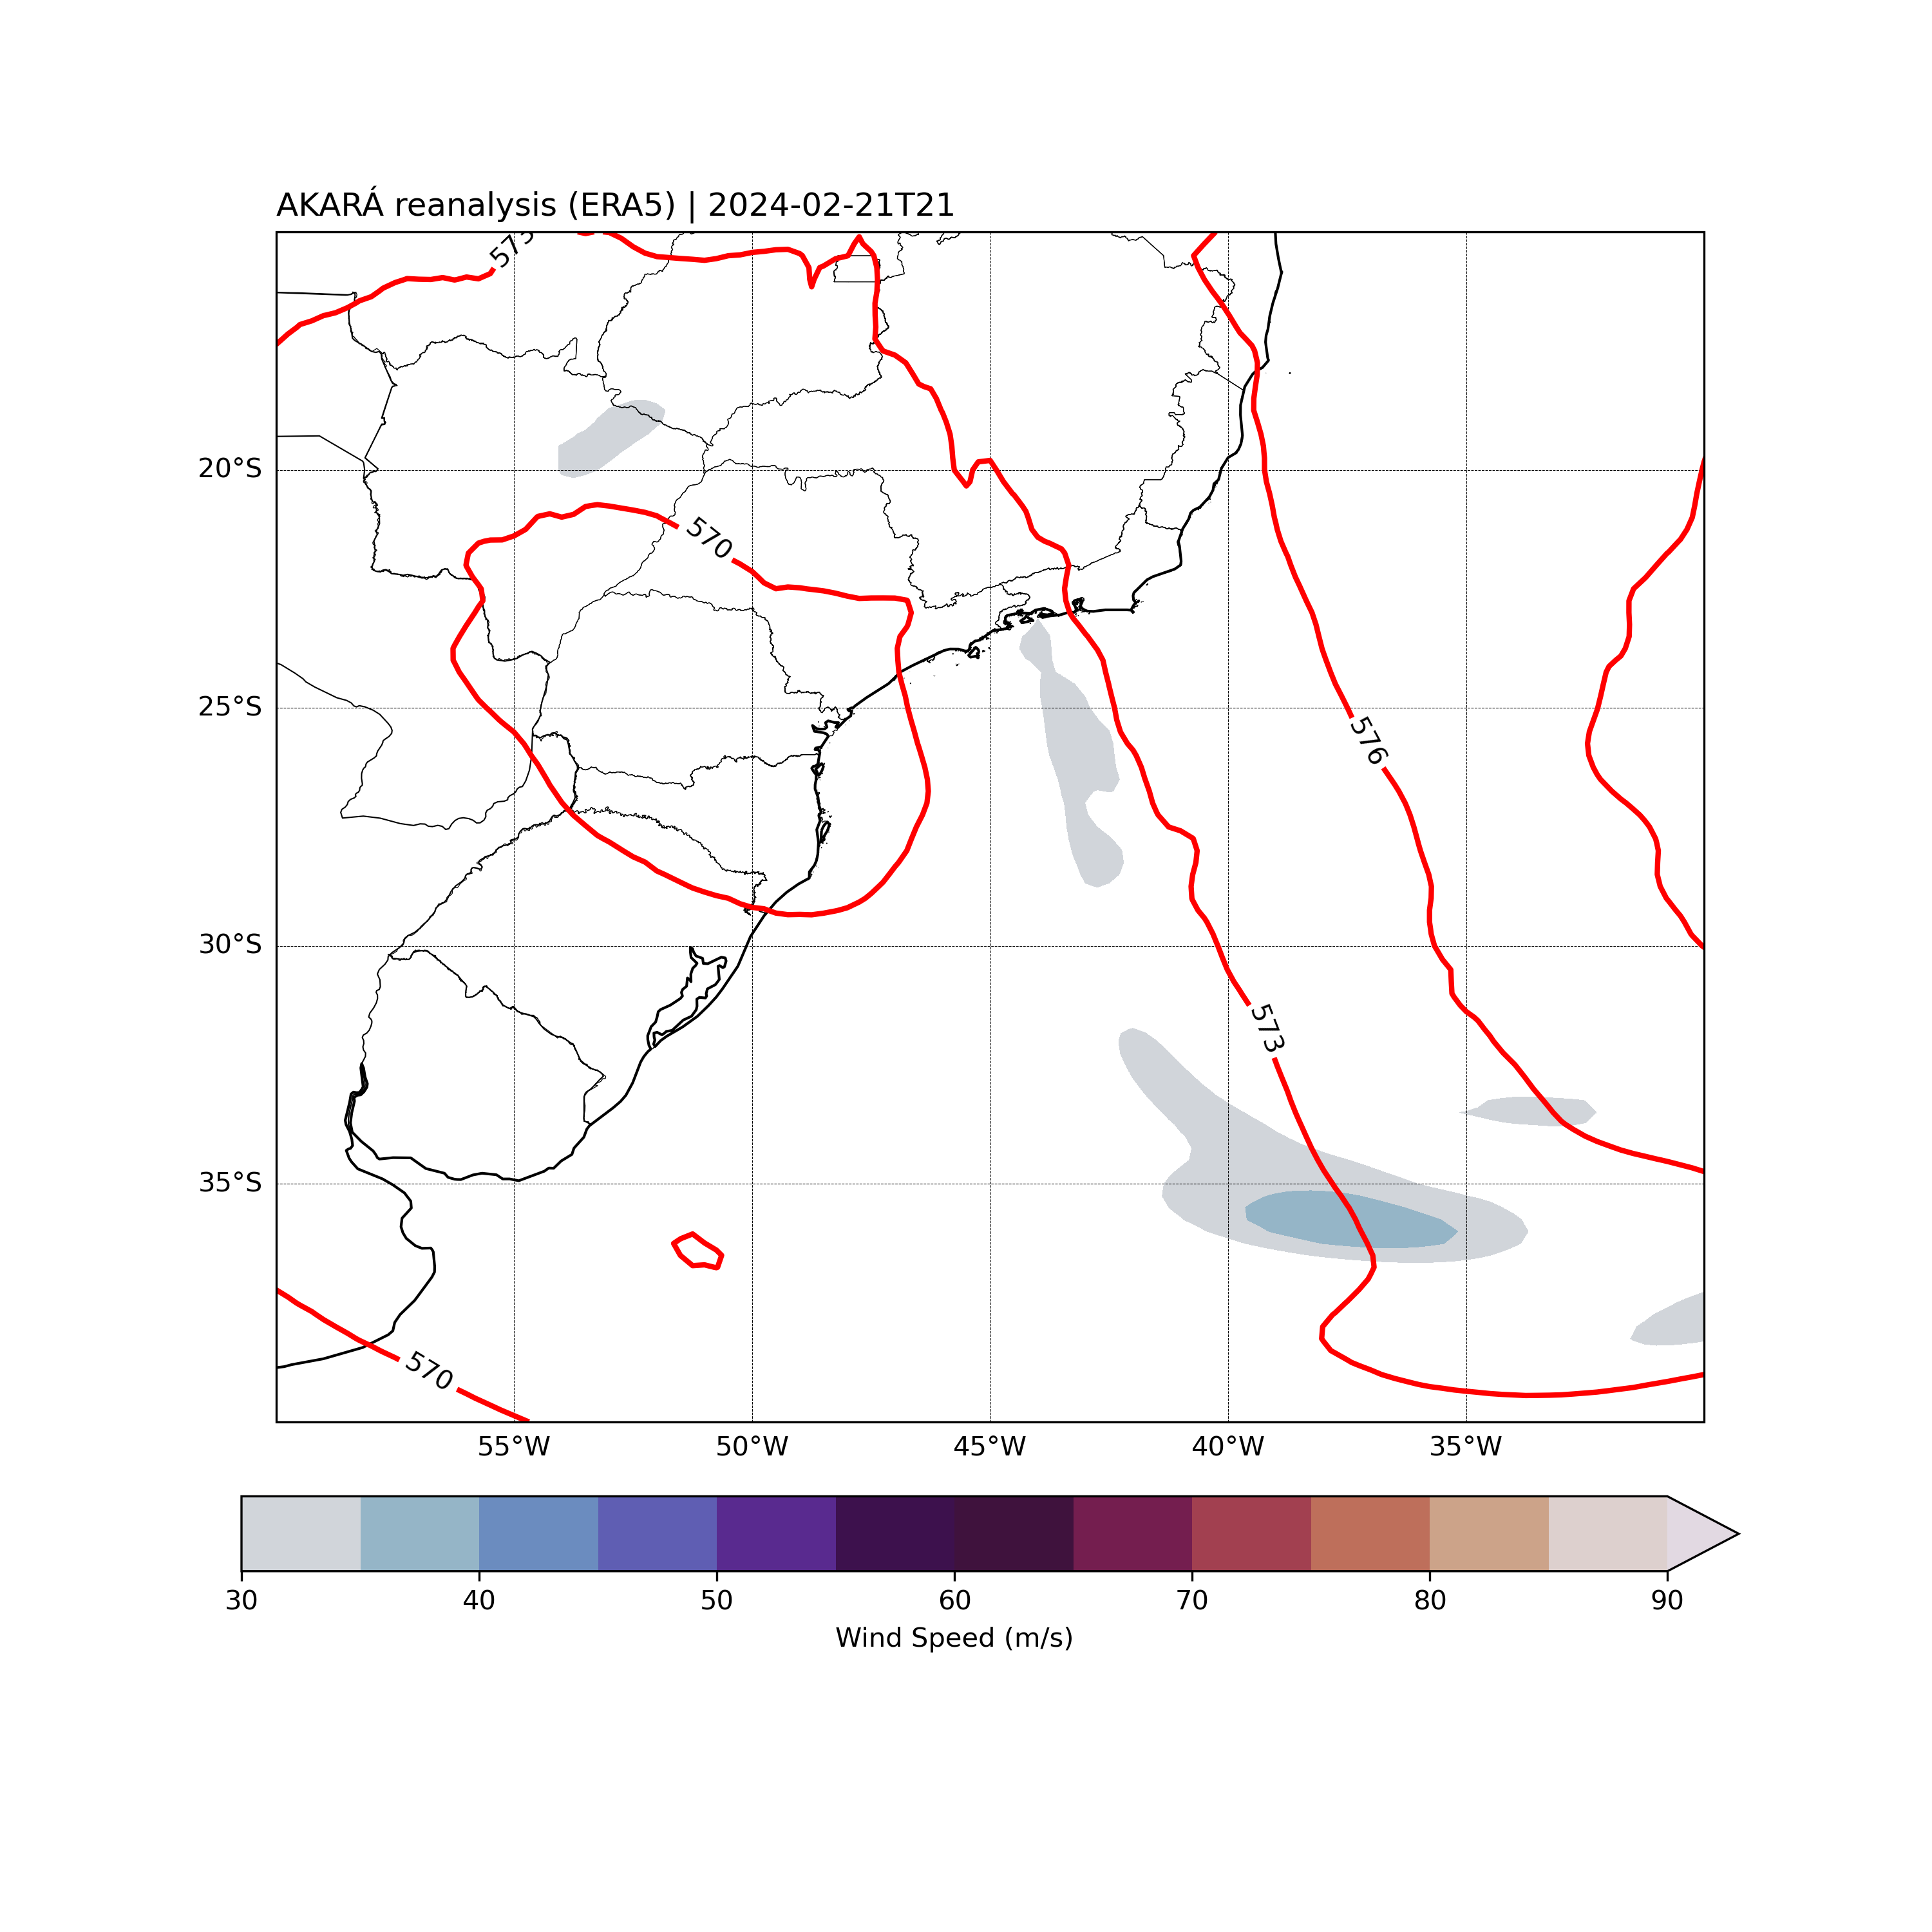 AKARÁ reanalysis (ERA5) | 2024-02-21T21
573
570
576
573
570
20°S
25°S
30°S
35°S
55°W
50°W
45°W
40°W
35°W
30
40
50
60
70
80
90
Wind Speed (m/s)